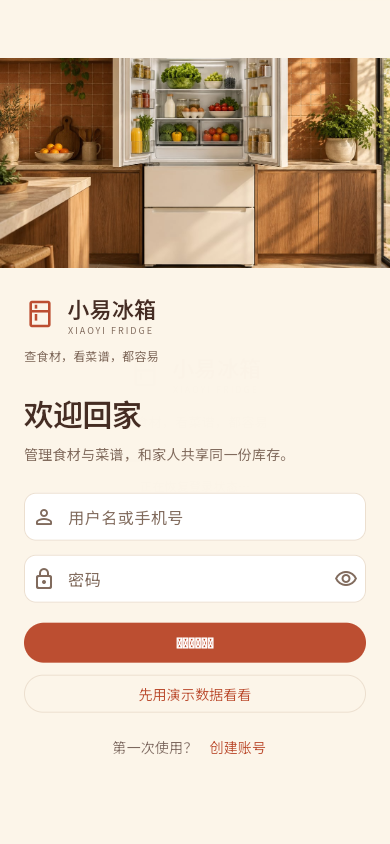 小易冰箱
XIAOYI FRIDGE
查食材，看菜谱，都容易
欢迎回家
管理食材与菜谱，和家人共享同一份库存。
用户名或手机号
密码
先用演示数据看看
第一次使用？ 创建账号